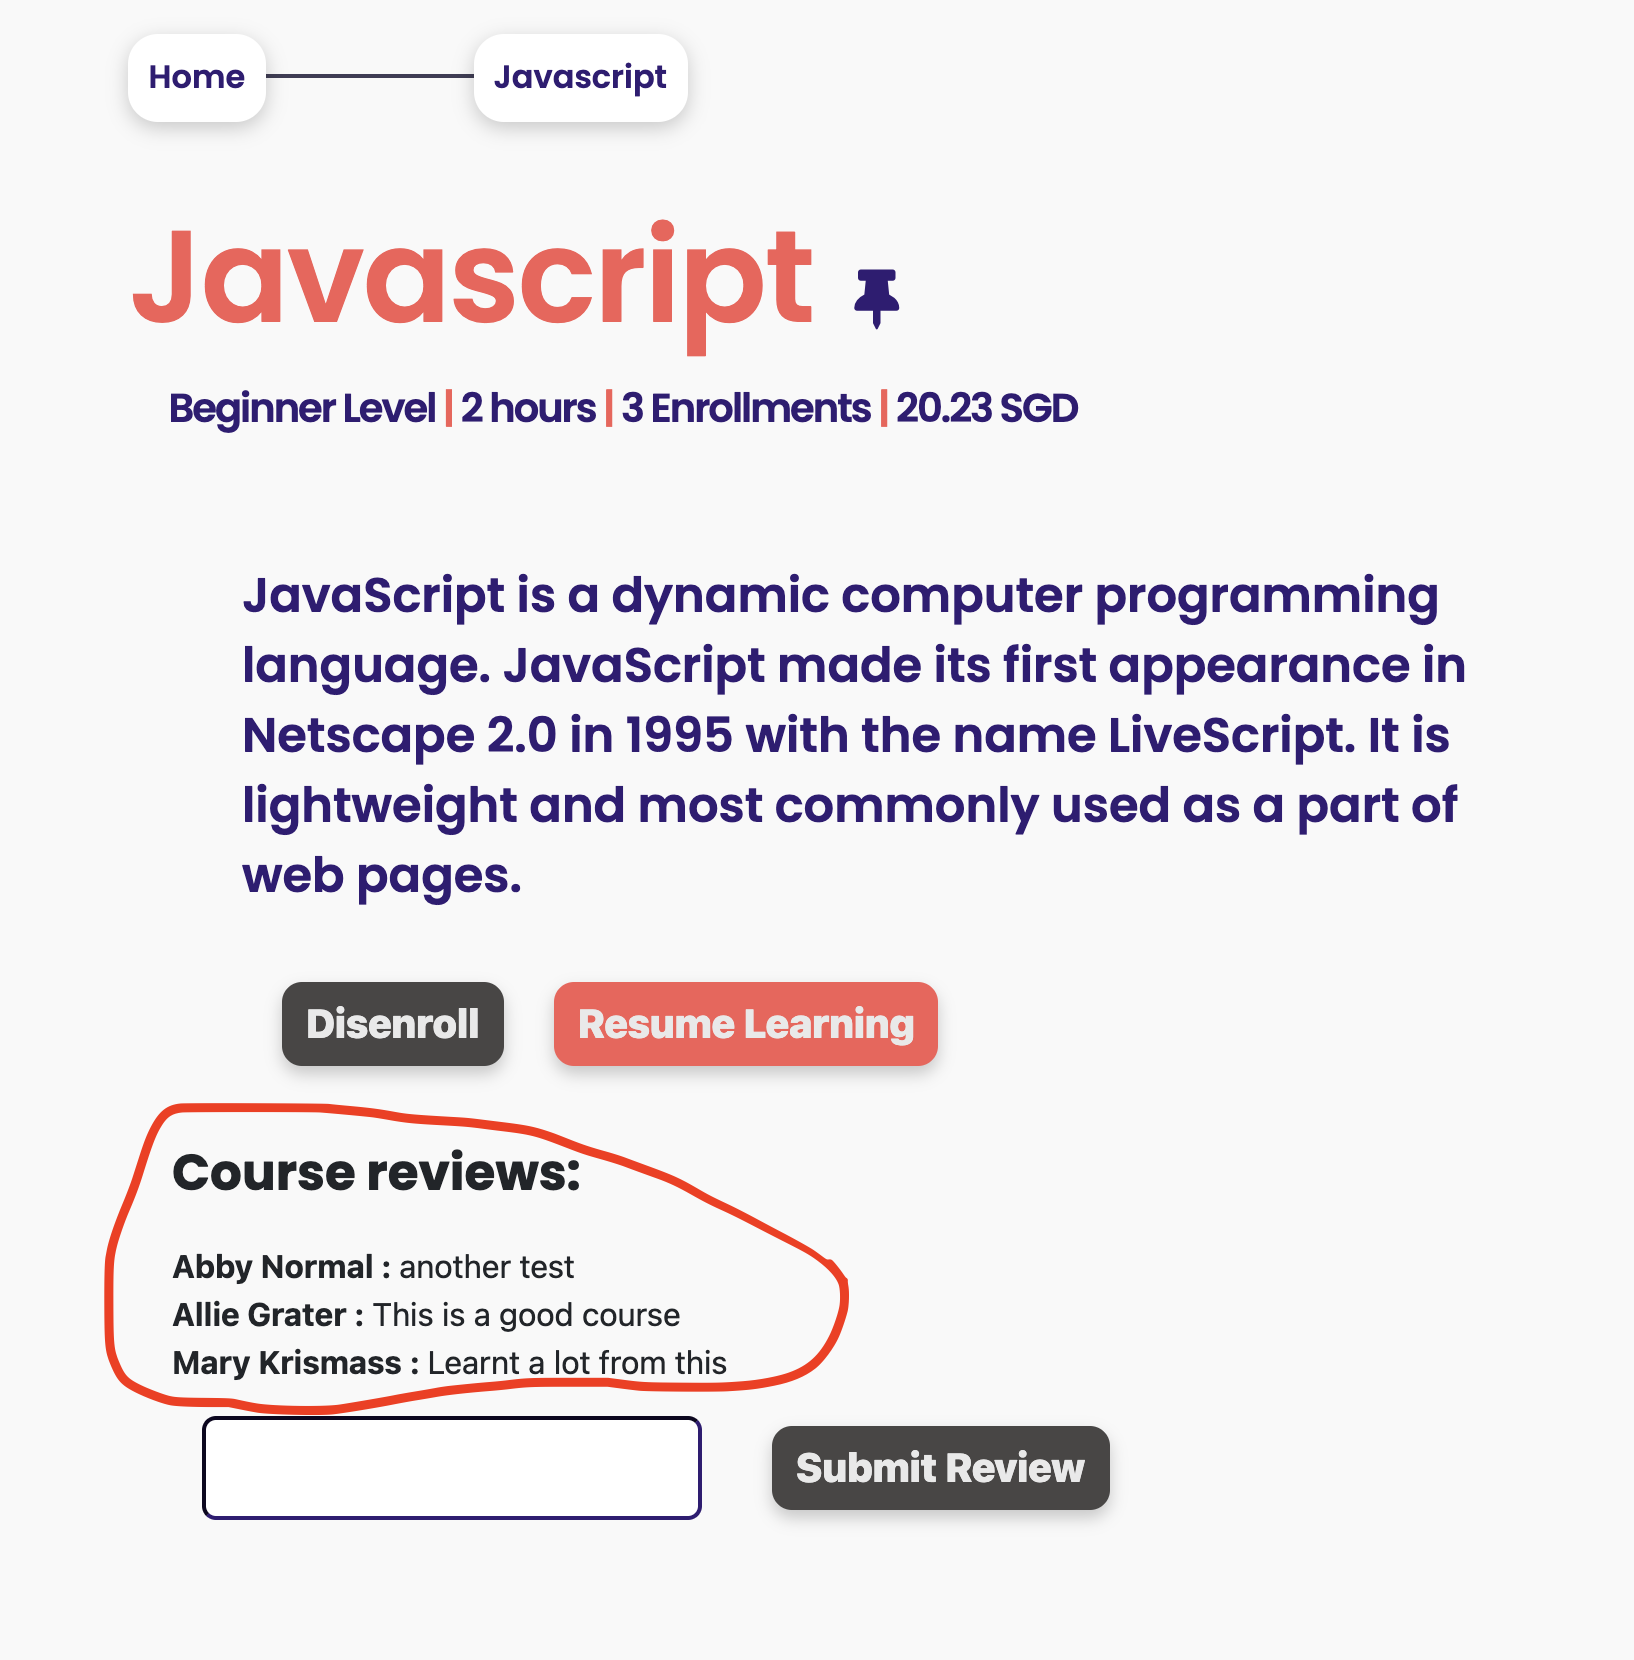 Home
Javascript
Javascript
Beginner Level | 2 hours | 3 Enrollments | 20.23 SGD
JavaScript is a dynamic computer programming
language. JavaScript made its first appearance in
Netscape 2.0 in 1995 with the name LiveScript. It is
lightweight and most commonly used as a part of
web pages.
Disenroll
Resume Learning
Course reviews:
Abby Normal : another test
Allie Grater : This is a good course
Mary Krismass : Learnt a lot from this
Submit Review